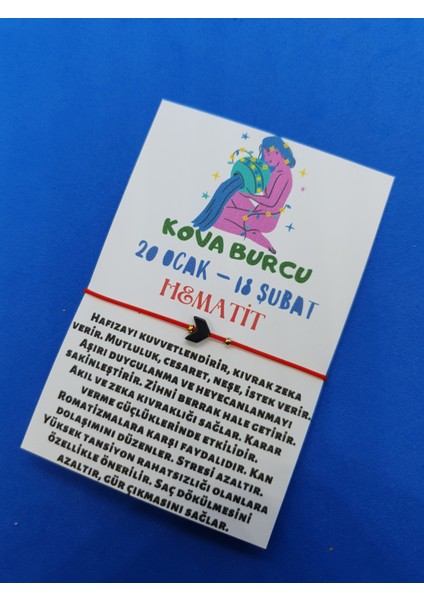 KOVA BURCU
20 OCAK – 18 ŞUBAT
HEMATİT
HAFIZAYI KUVVETLENDİRİR, KIVRAK ZEKA
VERİR. MUTLULUK, CESARET, NEŞE, İSTEK VERİR.
AŞIRI DUYGULANMA VE HEYECANLANMAYI
SAKİNLEŞTİRİR. ZİHNİ BERRAK HALE GETİRİR.
AKIL VE ZEKA KIVRAKLIĞI SAĞLAR. KARAR
VERME GÜÇLÜKLERİNDE ETKİLİDİR.
ROMATİZMALARA KARŞI FAYDALIDIR. KAN
DOLAŞIMINI DÜZENLER. STRESİ AZALTIR.
YÜKSEK TANSİYON RAHATSIZLIĞI OLANLARA
ÖZELLİKLE ÖNERİLİR. SAÇ DÖKÜLMESİNİ
AZALTIR, GÜR ÇIKMASINI SAĞLAR.